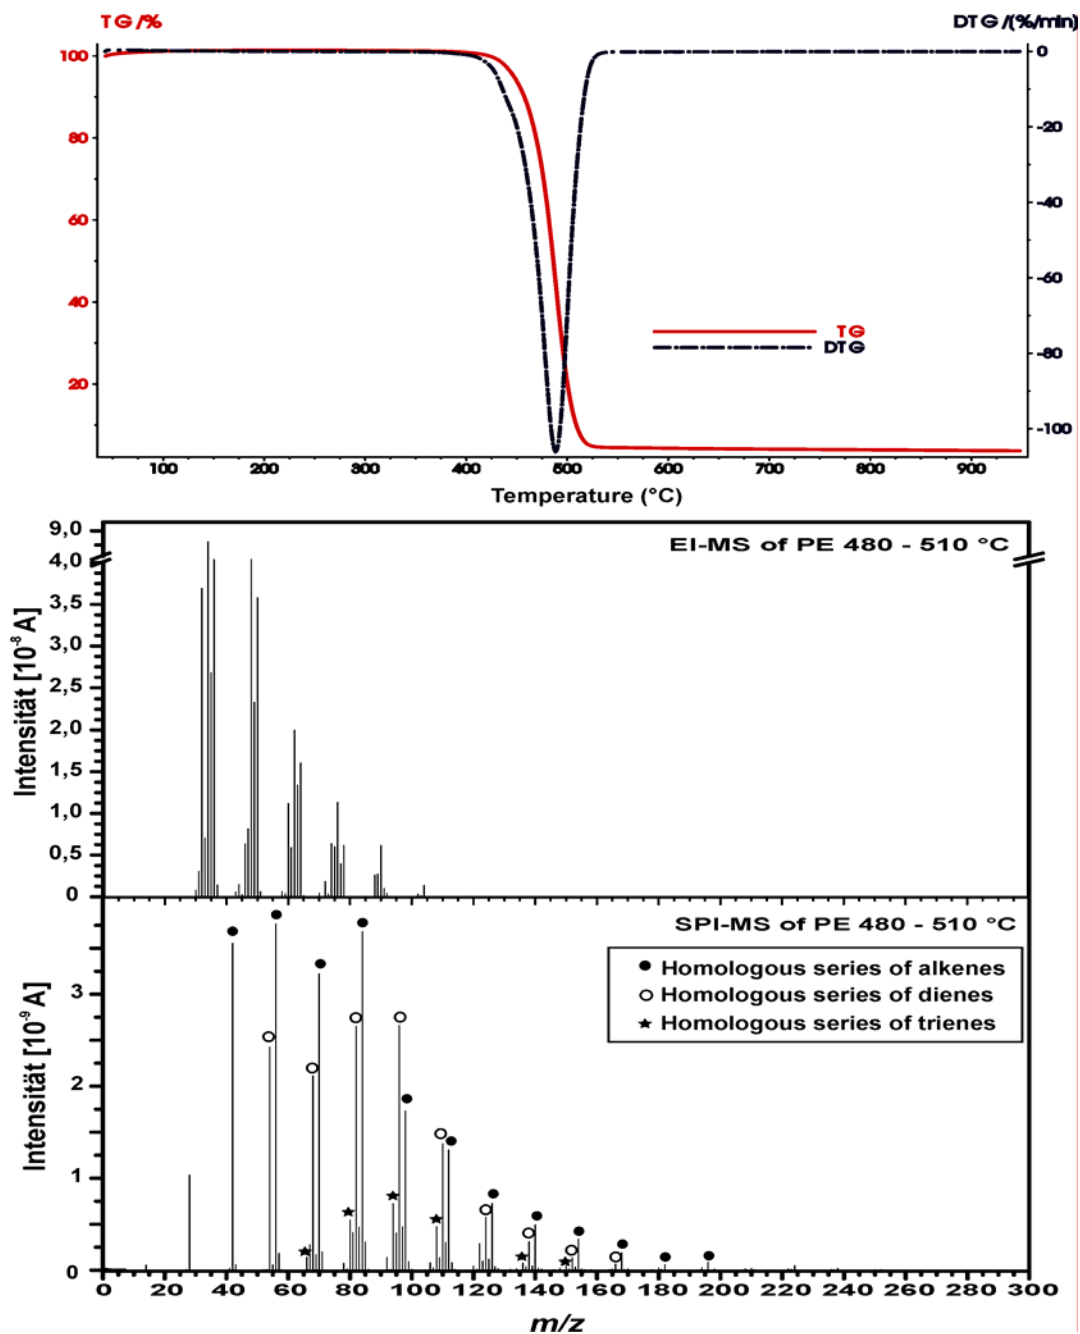 TG /%
DTG /(%/min)
100
80
60
40
20
0
-20
-40
-60
-80
-100
TG
DTG
100 200 300 400 500 600 700 800 900
Temperature (°C)
EI-MS of PE 480 - 510 °C
Intensität [10⁻⁸ A]
9,0
4,0
3,5
3,0
2,5
2,0
1,5
1,0
0,5
0
SPI-MS of PE 480 - 510 °C
Homologous series of alkenes
Homologous series of dienes
Homologous series of trienes
Intensität [10⁻⁹ A]
3
2
1
0
0 20 40 60 80 100 120 140 160 180 200 220 240 260 280 300
m/z